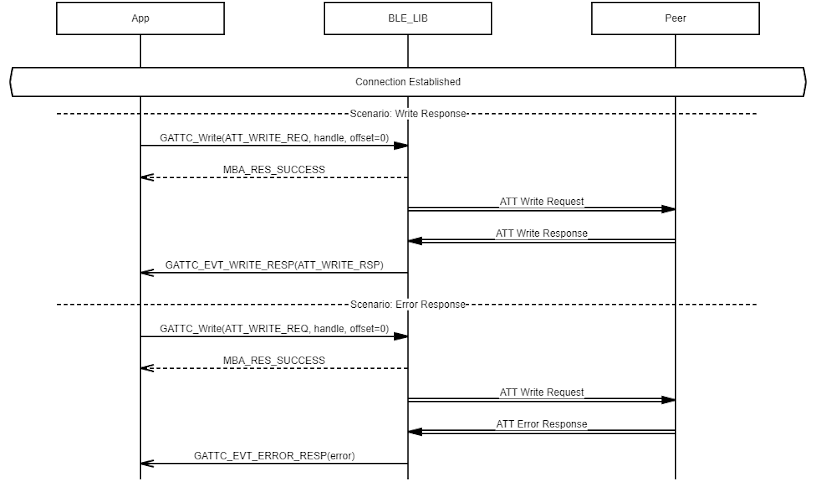 App
BLE_LIB
Peer
Connection Established
Scenario: Write Response
GATTC_Write(ATT_WRITE_REQ, handle, offset=0)
MBA_RES_SUCCESS
ATT Write Request
ATT Write Response
GATTC_EVT_WRITE_RESP(ATT_WRITE_RSP)
Scenario: Error Response
GATTC_Write(ATT_WRITE_REQ, handle, offset=0)
MBA_RES_SUCCESS
ATT Write Request
ATT Error Response
GATTC_EVT_ERROR_RESP(error)